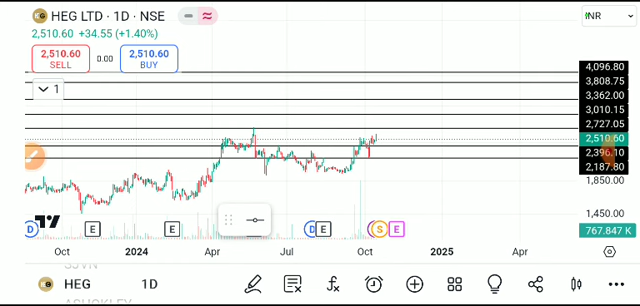 HEG LTD · 1D · NSE
INR
2,510.60 +34.55 (+1.40%)
2,510.60 0.00 2,510.60
SELL BUY
1
4,096.80
3,808.75
3,362.00
3,010.15
2,727.05
2,510.60
2,396.10
2,187.80
1,850.00
1,450.00
767.847 K
D E E D E S E
Oct 2024 Apr Jul Oct 2025 Apr
SJVN
HEG 1D
ASHOKLEY